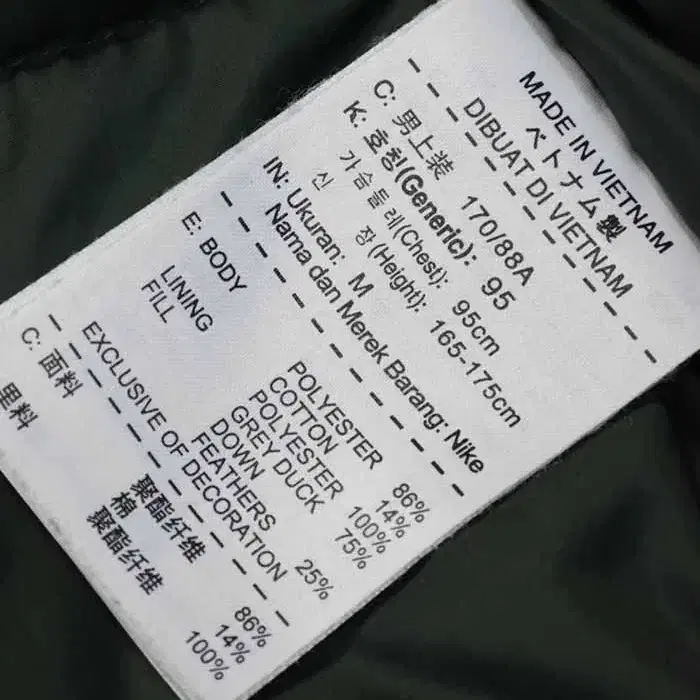 MADE IN VIETNAM
ベトナム製
DIBUAT DI VIETNAM
C: 男上装 170/88A
K: 호칭(Generic): 95
가슴둘레(Chest): 95cm
신 장(Height): 165-175cm
IN: Ukuran: M
Nama dan Merek Barang: Nike
E: BODY POLYESTER 86%
COTTON 14%
LINING POLYESTER 100%
FILL GREY DUCK 75%
DOWN
FEATHERS 25%
EXCLUSIVE OF DECORATION
C: 面料 聚酯纤维 86%
棉 14%
里料 聚酯纤维 100%